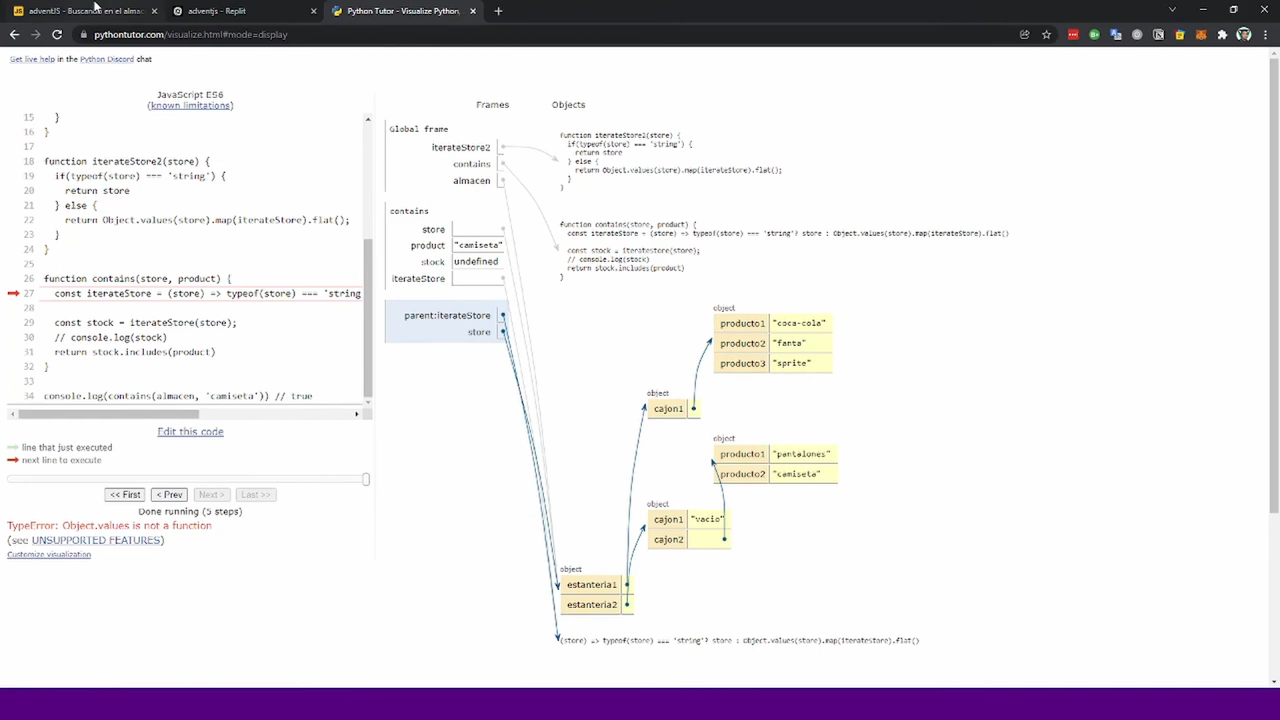 adventJS - Buscando en el almac
adventjs - Replit
Python Tutor - Visualize Python,
pythontutor.com/visualize.html#mode=display
Get live help in the Python Discord chat
JavaScript ES6
(known limitations)
15 }
16 }
17
18 function iterateStore2(store) {
19 if(typeof(store) === 'string') {
20 return store
21 } else {
22 return Object.values(store).map(iterateStore).flat();
23 }
24 }
25
26 function contains(store, product) {
27 const iterateStore = (store) => typeof(store) === 'string
28
29 const stock = iterateStore(store);
30 // console.log(stock)
31 return stock.includes(product)
32 }
33
34 console.log(contains(almacen, 'camiseta')) // true
Edit this code
line that just executed
next line to execute
<< First
< Prev
Next >
Last >>
Done running (5 steps)
TypeError: Object.values is not a function
(see UNSUPPORTED FEATURES)
Customize visualization
Frames
Objects
Global frame
iterateStore2
contains
almacen
contains
store
product "camiseta"
stock undefined
iterateStore
parent:iterateStore
store
function iterateStore2(store) {
if(typeof(store) === 'string') {
return store
} else {
return Object.values(store).map(iterateStore).flat();
}
}
function contains(store, product) {
const iterateStore = (store) => typeof(store) === 'string'? store : Object.values(store).map(iterateStore).flat()
const stock = iterateStore(store);
// console.log(stock)
return stock.includes(product)
}
object
producto1 "coca-cola"
producto2 "fanta"
producto3 "sprite"
object
cajon1
object
producto1 "pantalones"
producto2 "camiseta"
object
cajon1 "vacio"
cajon2
object
estanteria1
estanteria2
(store) => typeof(store) === 'string'? store : Object.values(store).map(iterateStore).flat()